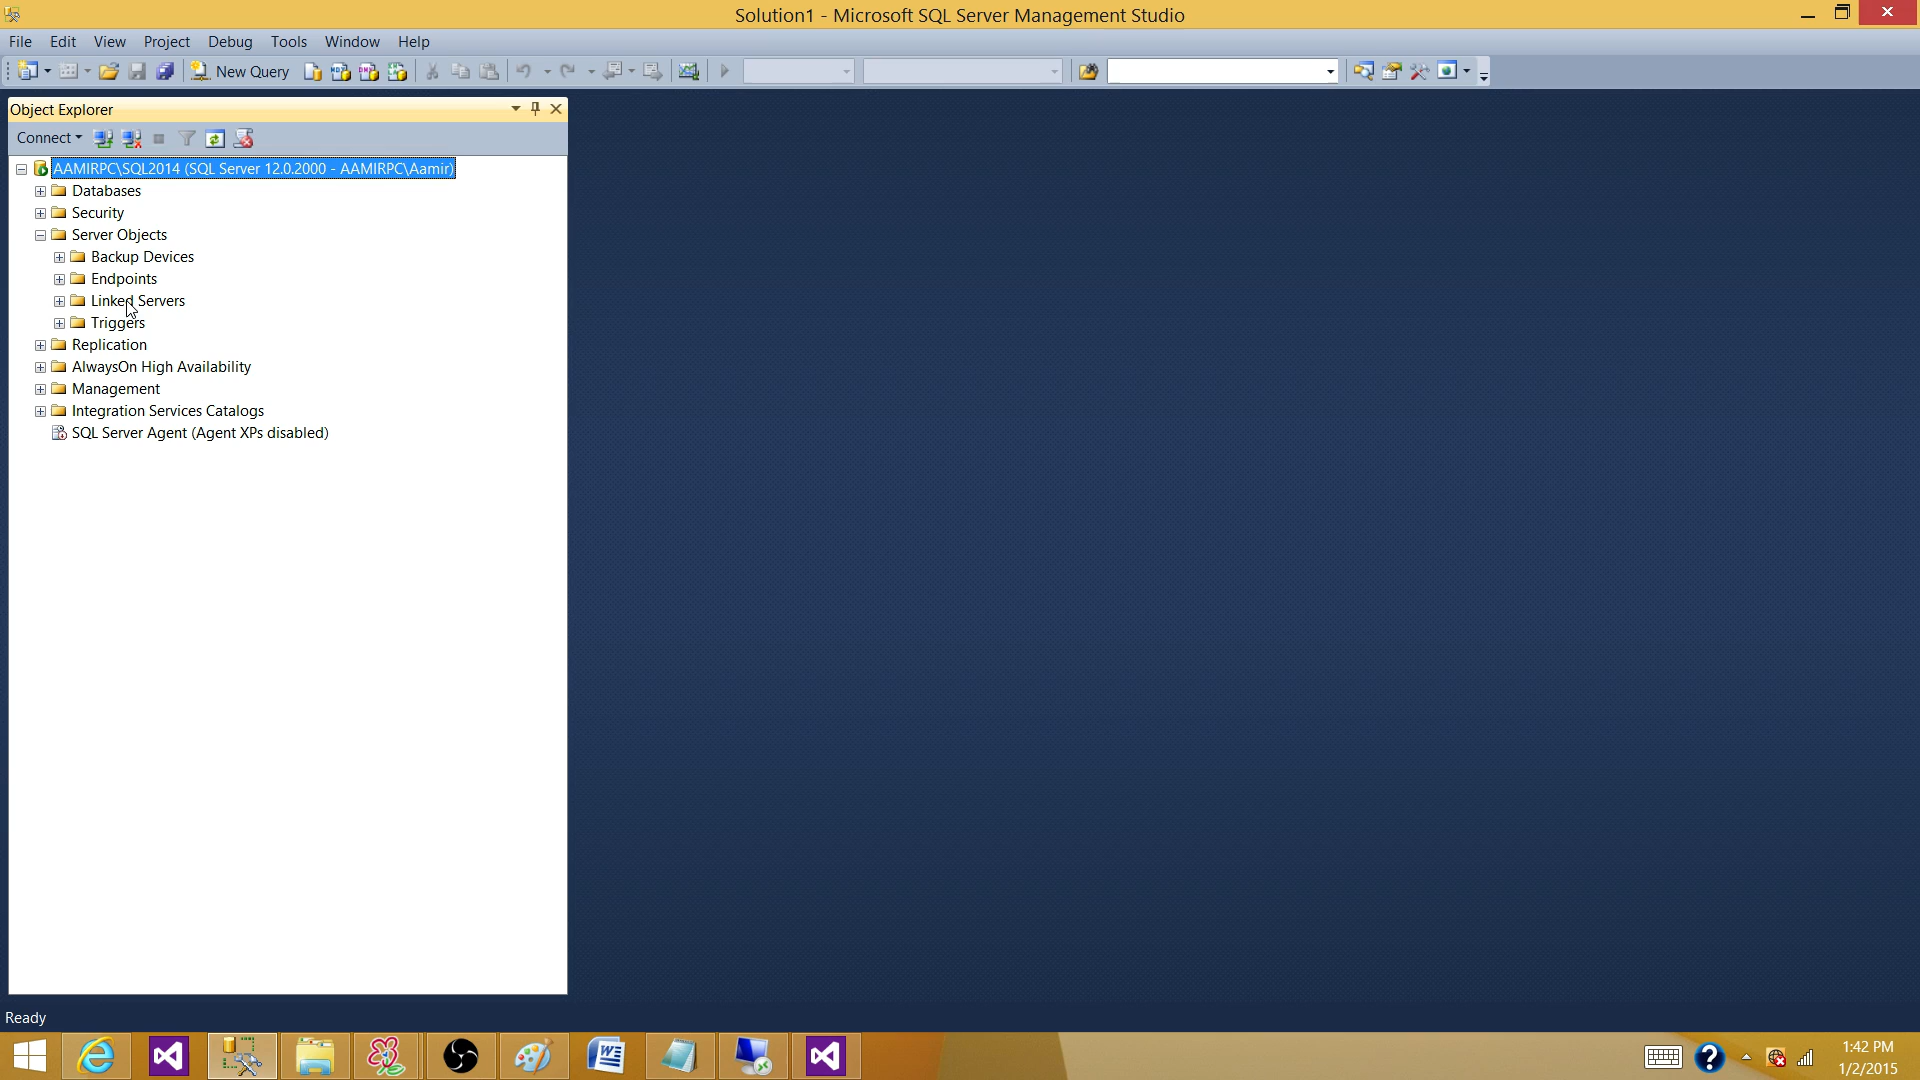 Solution1 - Microsoft SQL Server Management Studio
File Edit View Project Debug Tools Window Help
New Query
Object Explorer
Connect
AAMIRPC\SQL2014 (SQL Server 12.0.2000 - AAMIRPC\Aamir)
Databases
Security
Server Objects
Backup Devices
Endpoints
Linked Servers
Triggers
Replication
AlwaysOn High Availability
Management
Integration Services Catalogs
SQL Server Agent (Agent XPs disabled)
Ready
1:42 PM
1/2/2015